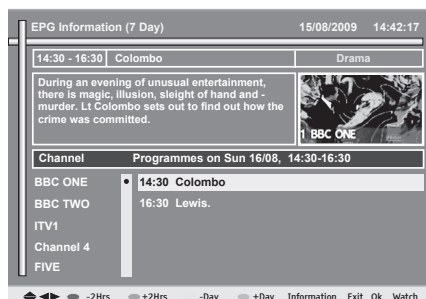 EPG Information (7 Day) 15/08/2009 14:42:17
14:30 - 16:30 Colombo Drama
During an evening of unusual entertainment,
there is magic, illusion, sleight of hand and -
murder. Lt Colombo sets out to find out how the
crime was committed.
1 BBC ONE
Channel Programmes on Sun 16/08, 14:30-16:30
BBC ONE 14:30 Colombo
BBC TWO 16:30 Lewis.
ITV1
Channel 4
FIVE
-2Hrs +2Hrs -Day +Day Information Exit Ok Watch